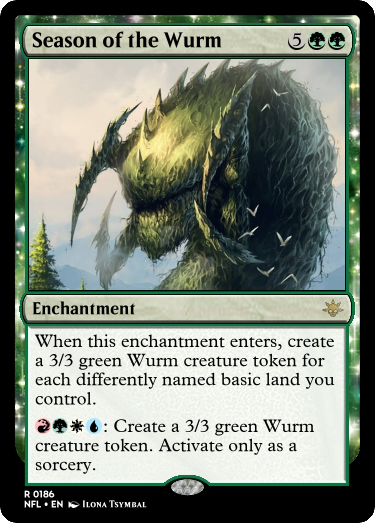 Season of the Wurm 5
Enchantment
When this enchantment enters, create
a 3/3 green Wurm creature token for
each differently named basic land you
control.
: Create a 3/3 green Wurm
creature token. Activate only as a
sorcery.
R 0186
NFL • EN Ilona Tsymbal